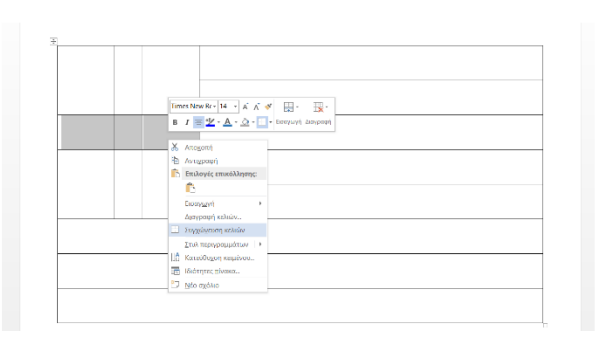 Times New Rc 14 A A
B I A Εισαγωγή Διαγραφή
Αποκοπή
Αντιγραφή
Επιλογές επικόλλησης:
Εισαγωγή
Διαγραφή κελιών...
Συγχώνευση κελιών
Στυλ περιγραμμάτων
Κατεύθυνση κειμένου...
Ιδιότητες πίνακα...
Νέο σχόλιο